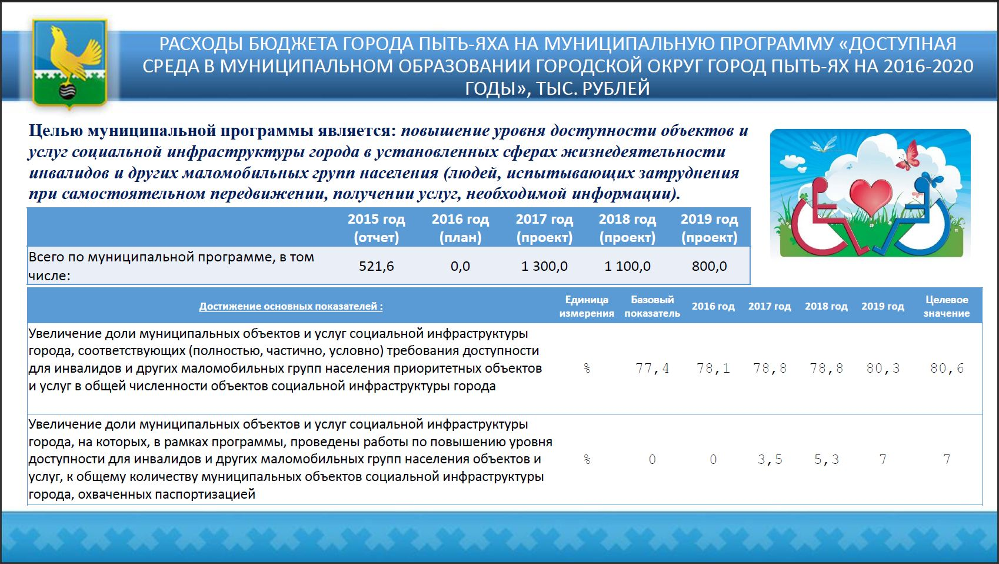 РАСХОДЫ БЮДЖЕТА ГОРОДА ПЫТЬ-ЯХА НА МУНИЦИПАЛЬНУЮ ПРОГРАММУ «ДОСТУПНАЯ
СРЕДА В МУНИЦИПАЛЬНОМ ОБРАЗОВАНИИ ГОРОДСКОЙ ОКРУГ ГОРОД ПЫТЬ-ЯХ НА 2016-2020
ГОДЫ», ТЫС. РУБЛЕЙ
Целью муниципальной программы является: повышение уровня доступности объектов и
услуг социальной инфраструктуры города в установленных сферах жизнедеятельности
инвалидов и других маломобильных групп населения (людей, испытывающих затруднения
при самостоятельном передвижении, получении услуг, необходимой информации).
2015 год 2016 год 2017 год 2018 год 2019 год
(отчет) (план) (проект) (проект) (проект)
Всего по муниципальной программе, в том
числе:
521,6 0,0 1 300,0 1 100,0 800,0
Достижение основных показателей :
Единица
измерения
Базовый
показатель
2016 год 2017 год 2018 год 2019 год
Целевое
значение
Увеличение доли муниципальных объектов и услуг социальной инфраструктуры
города, соответствующих (полностью, частично, условно) требования доступности
для инвалидов и других маломобильных групп населения приоритетных объектов
и услуг в общей численности объектов социальной инфраструктуры города
% 77,4 78,1 78,8 78,8 80,3 80,6
Увеличение доли муниципальных объектов и услуг социальной инфраструктуры
города, на которых, в рамках программы, проведены работы по повышению уровня
доступности для инвалидов и других маломобильных групп населения объектов и
услуг, к общему количеству муниципальных объектов социальной инфраструктуры
города, охваченных паспортизацией
% 0 0 3,5 5,3 7 7